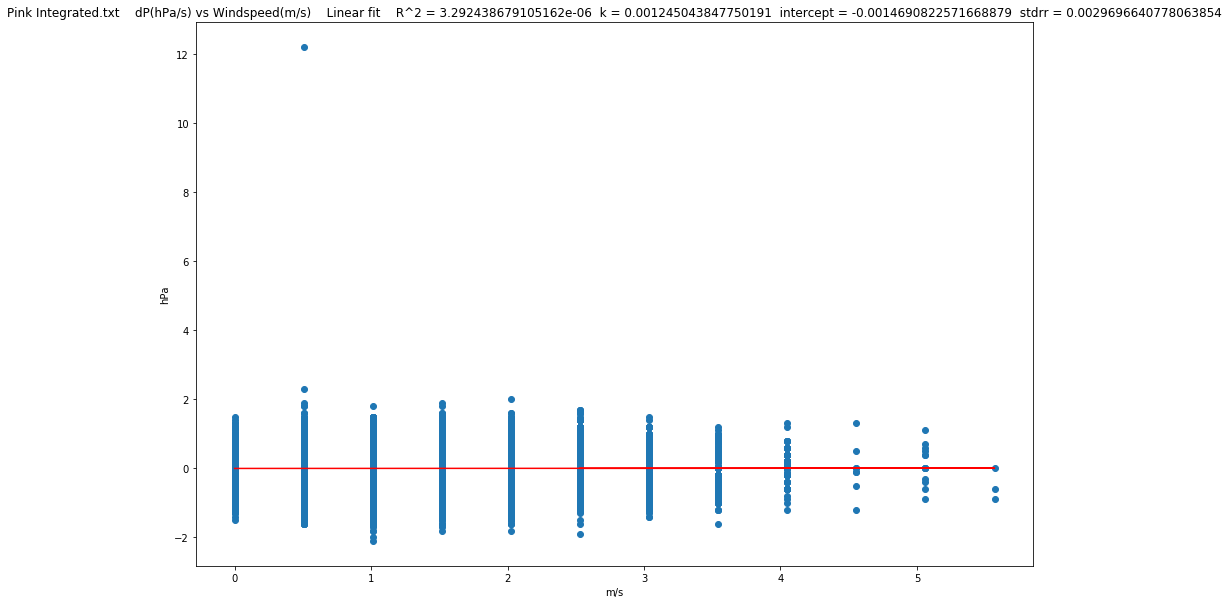 Pink Integrated.txt    dP(hPa/s) vs Windspeed(m/s)    Linear fit    R^2 = 3.292438679105162e-06  k = 0.001245043847750191  intercept = -0.0014690822571668879  stdrr = 0.0029696640778063854
12
10
8
6
4
2
0
−2
hPa
0 1 2 3 4 5
m/s